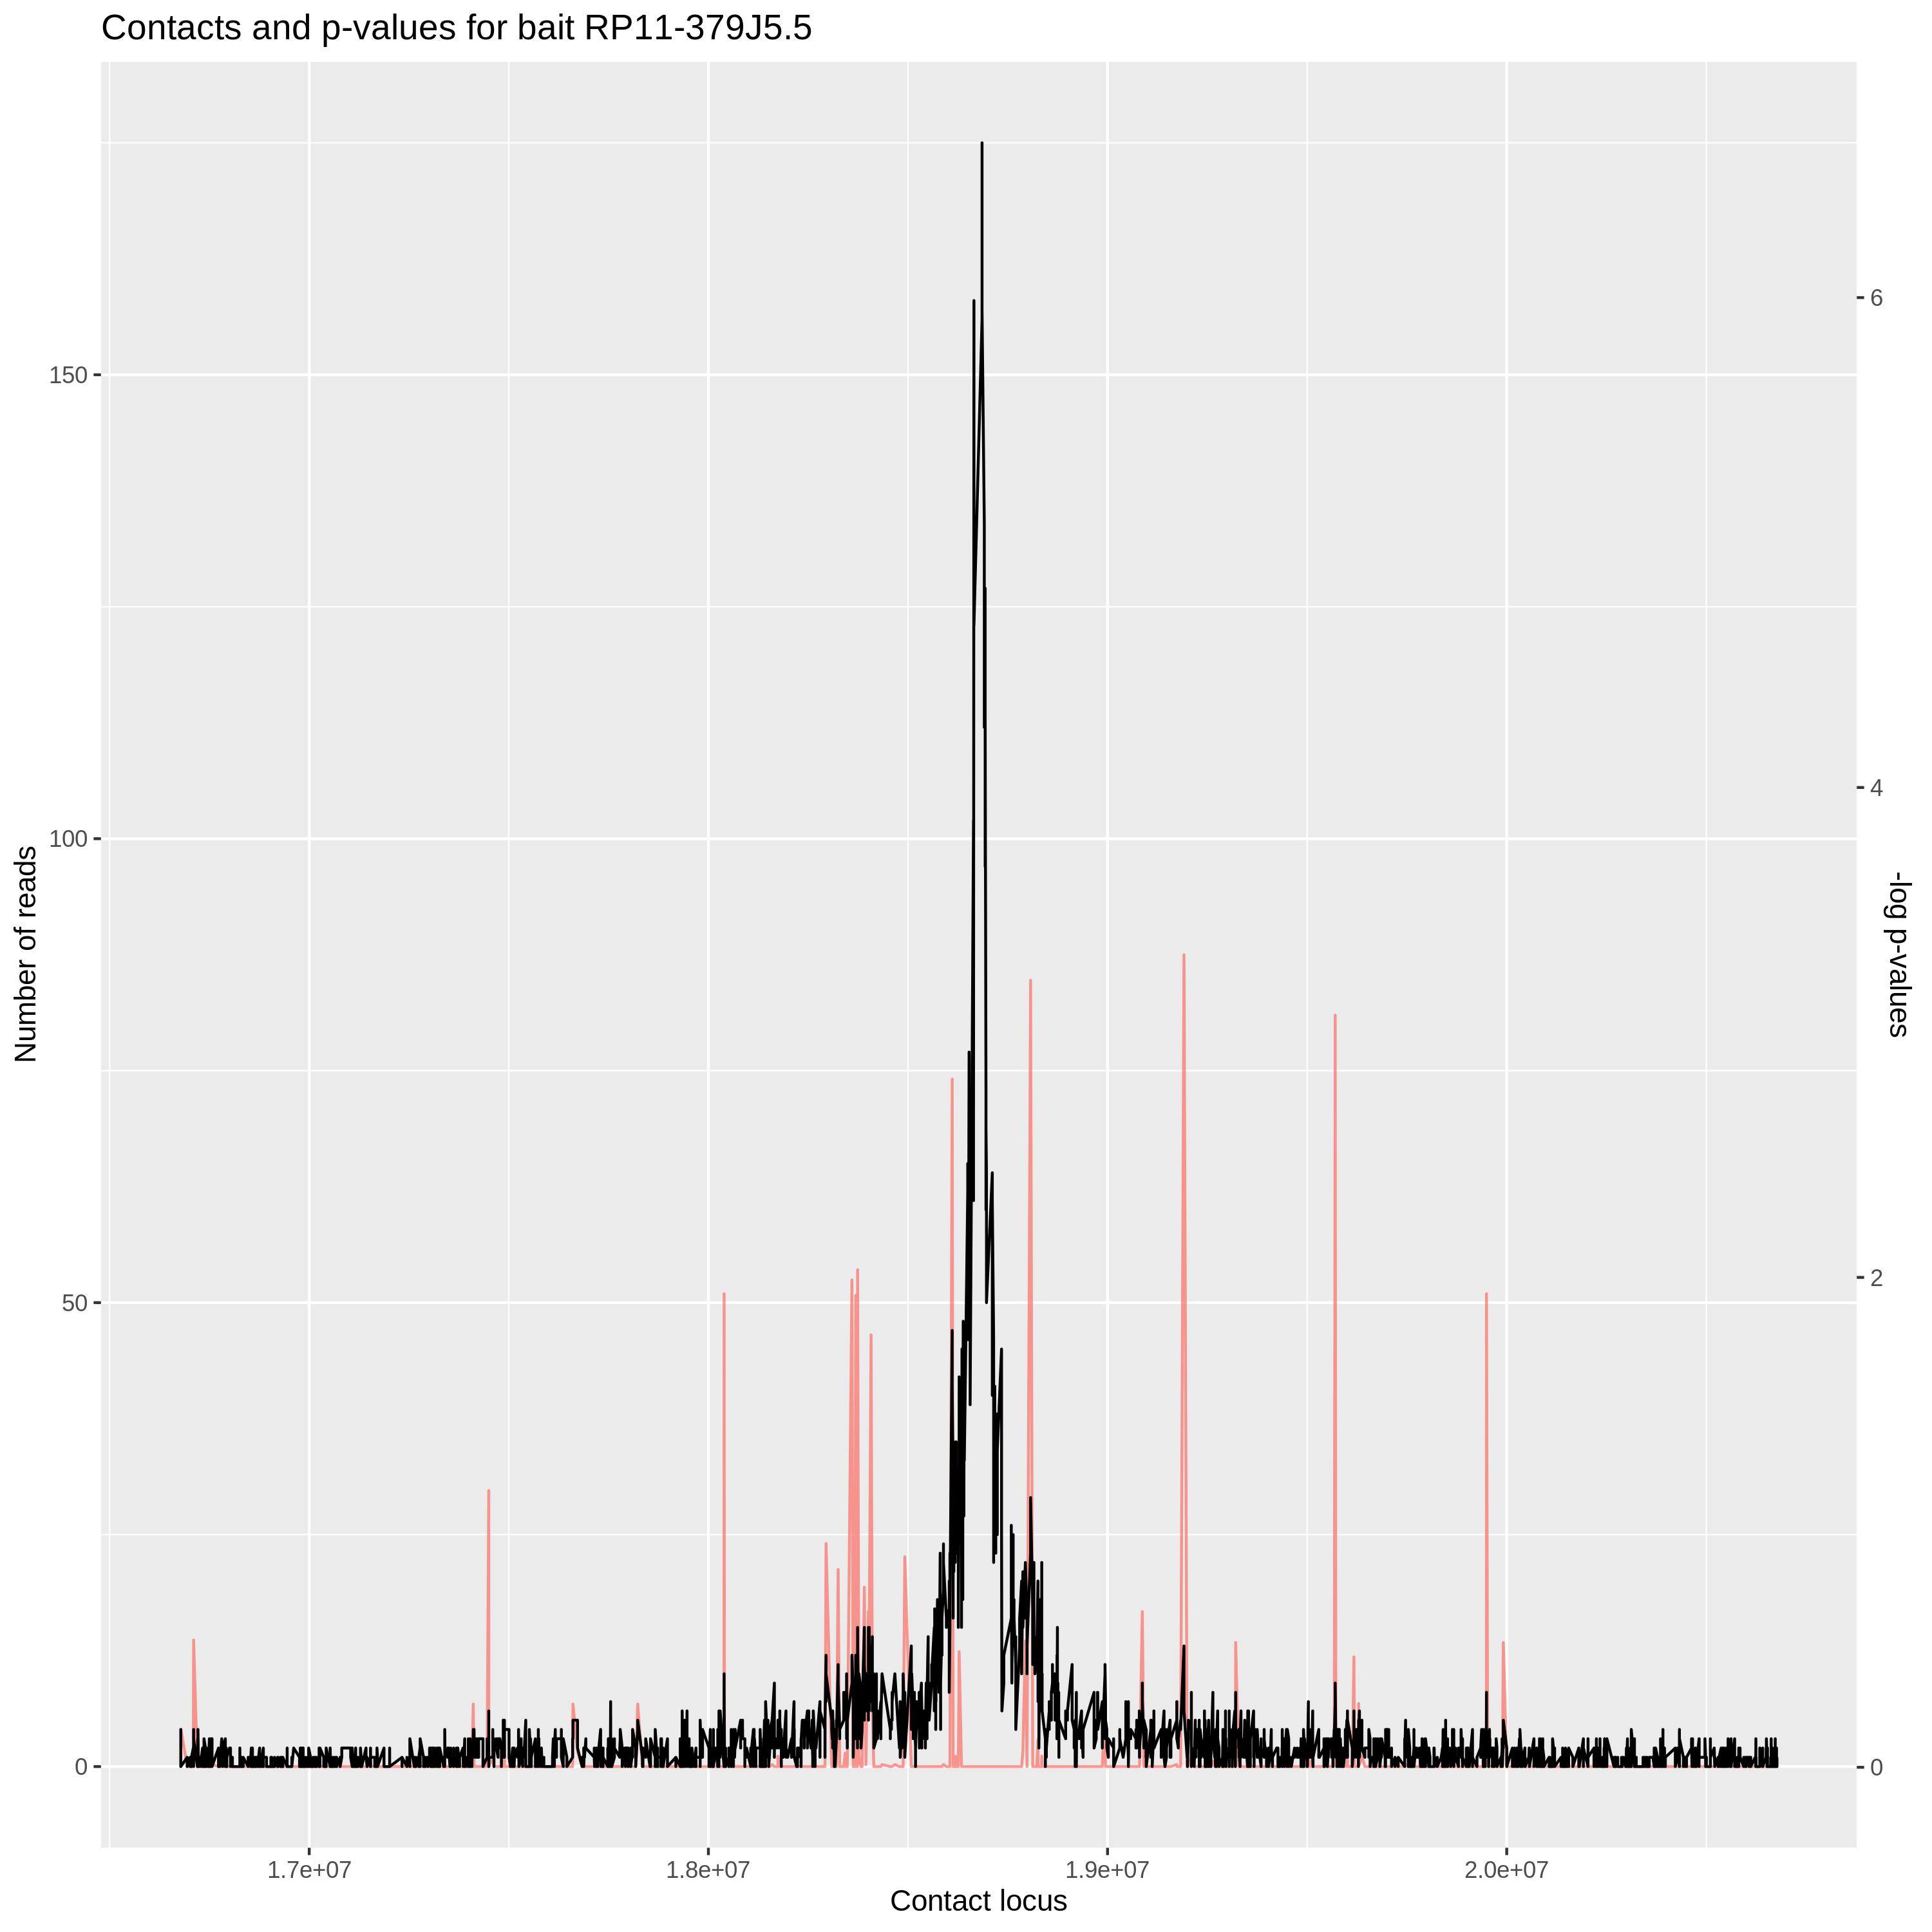 Contacts and p-values for bait RP11-379J5.5
Number of reads
150
100
50
0
6
4
2
0
-log p-values
1.7e+07
1.8e+07
1.9e+07
2.0e+07
Contact locus